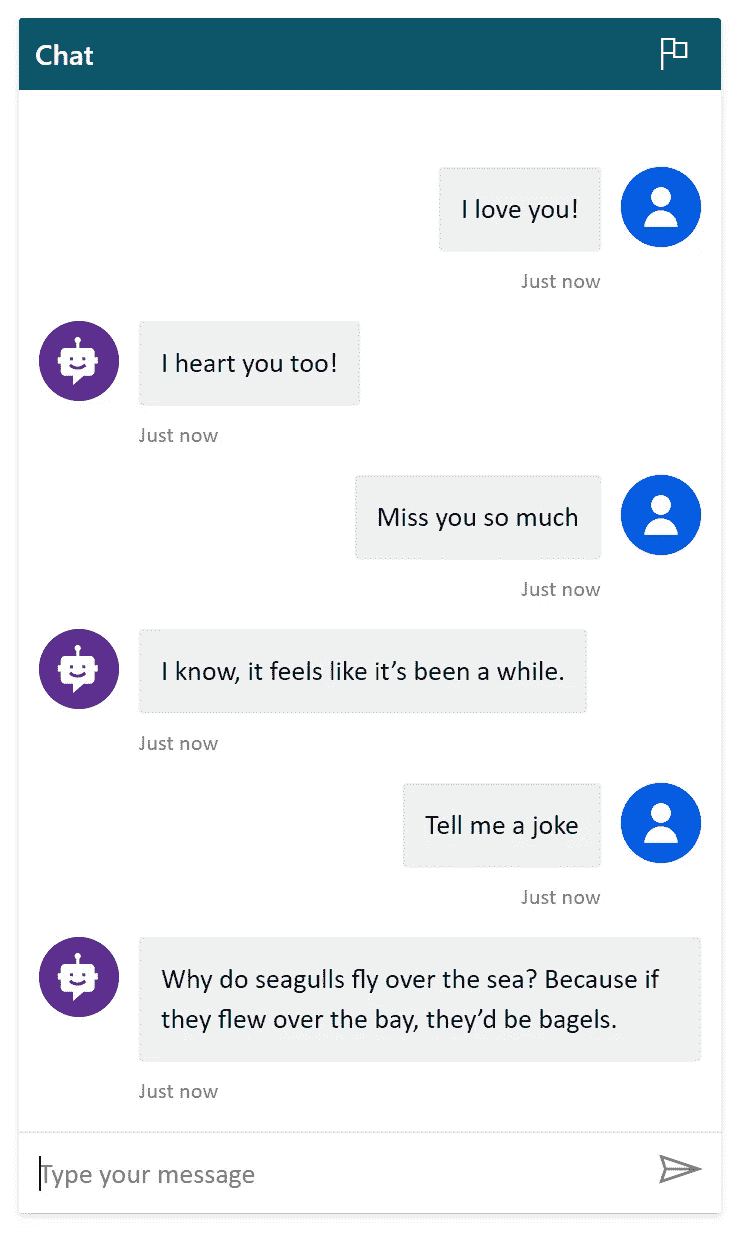 Chat
I love you!
Just now
I heart you too!
Just now
Miss you so much
Just now
I know, it feels like it’s been a while.
Just now
Tell me a joke
Just now
Why do seagulls fly over the sea? Because if
they flew over the bay, they’d be bagels.
Just now
Type your message